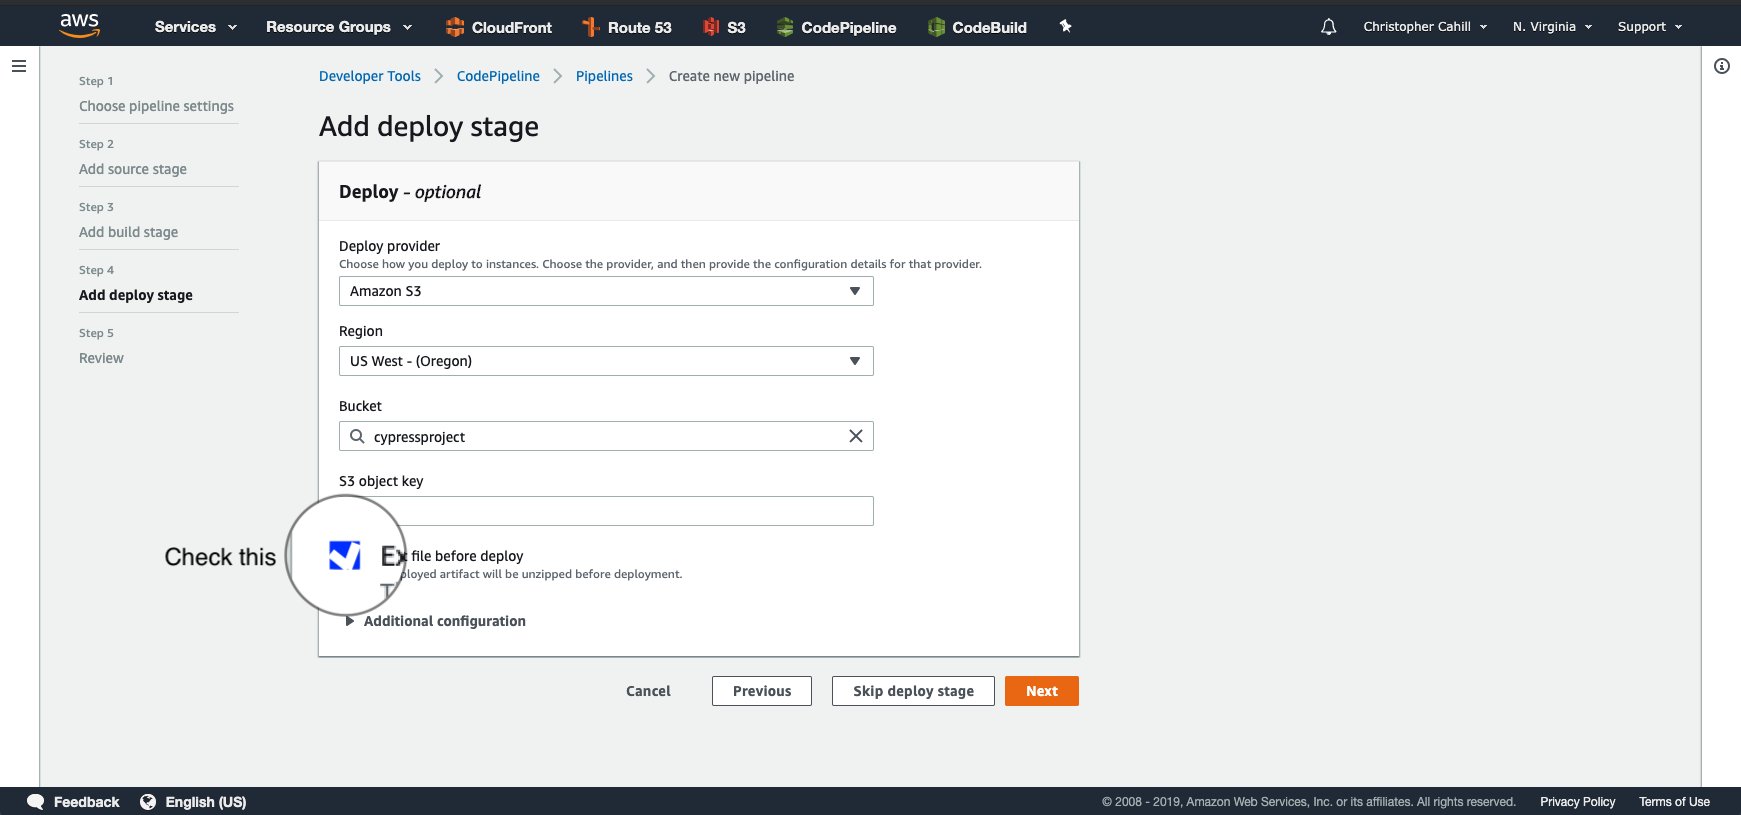 aws
Services
Resource Groups
CloudFront
Route 53
S3
CodePipeline
CodeBuild
Christopher Cahill
N. Virginia
Support
Step 1
Choose pipeline settings
Step 2
Add source stage
Step 3
Add build stage
Step 4
Add deploy stage
Step 5
Review
Developer Tools
CodePipeline
Pipelines
Create new pipeline
Add deploy stage
Deploy - optional
Deploy provider
Choose how you deploy to instances. Choose the provider, and then provide the configuration details for that provider.
Amazon S3
Region
US West - (Oregon)
Bucket
cypressproject
S3 object key
Check this
file before deploy
artifact will be unzipped before deployment.
Additional configuration
Cancel
Previous
Skip deploy stage
Next
Feedback
English (US)
© 2008 - 2019, Amazon Web Services, Inc. or its affiliates. All rights reserved.
Privacy Policy
Terms of Use